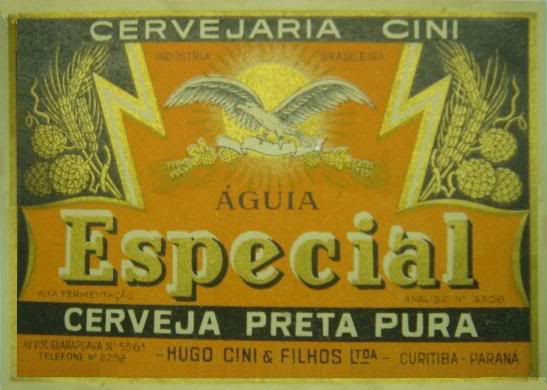 CERVEJARIA CINI
INDÚSTRIA BRASILEIRA
ÁGUIA
Especial
ALTA FERMENTAÇÃO ANALISE Nº 3309
CERVEJA PRETA PURA
AV. VISC. GUARAPUAVA Nº 5561
TELEFONE Nº 2259
- HUGO CINI & FILHOS LTDA - CURITIBA - PARANÁ